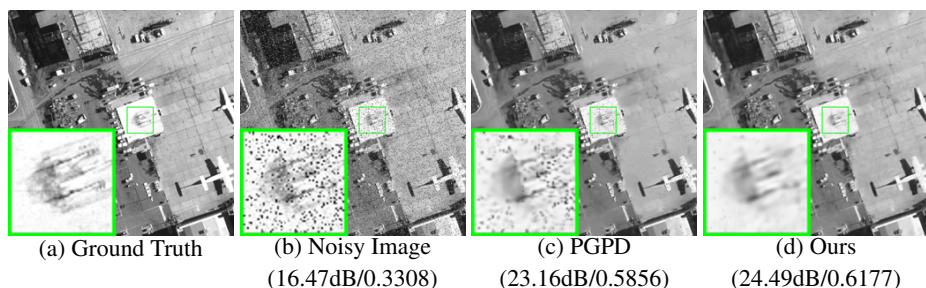 (a) Ground Truth (b) Noisy Image (c) PGPD (d) Ours
(16.47dB/0.3308) (23.16dB/0.5856) (24.49dB/0.6177)